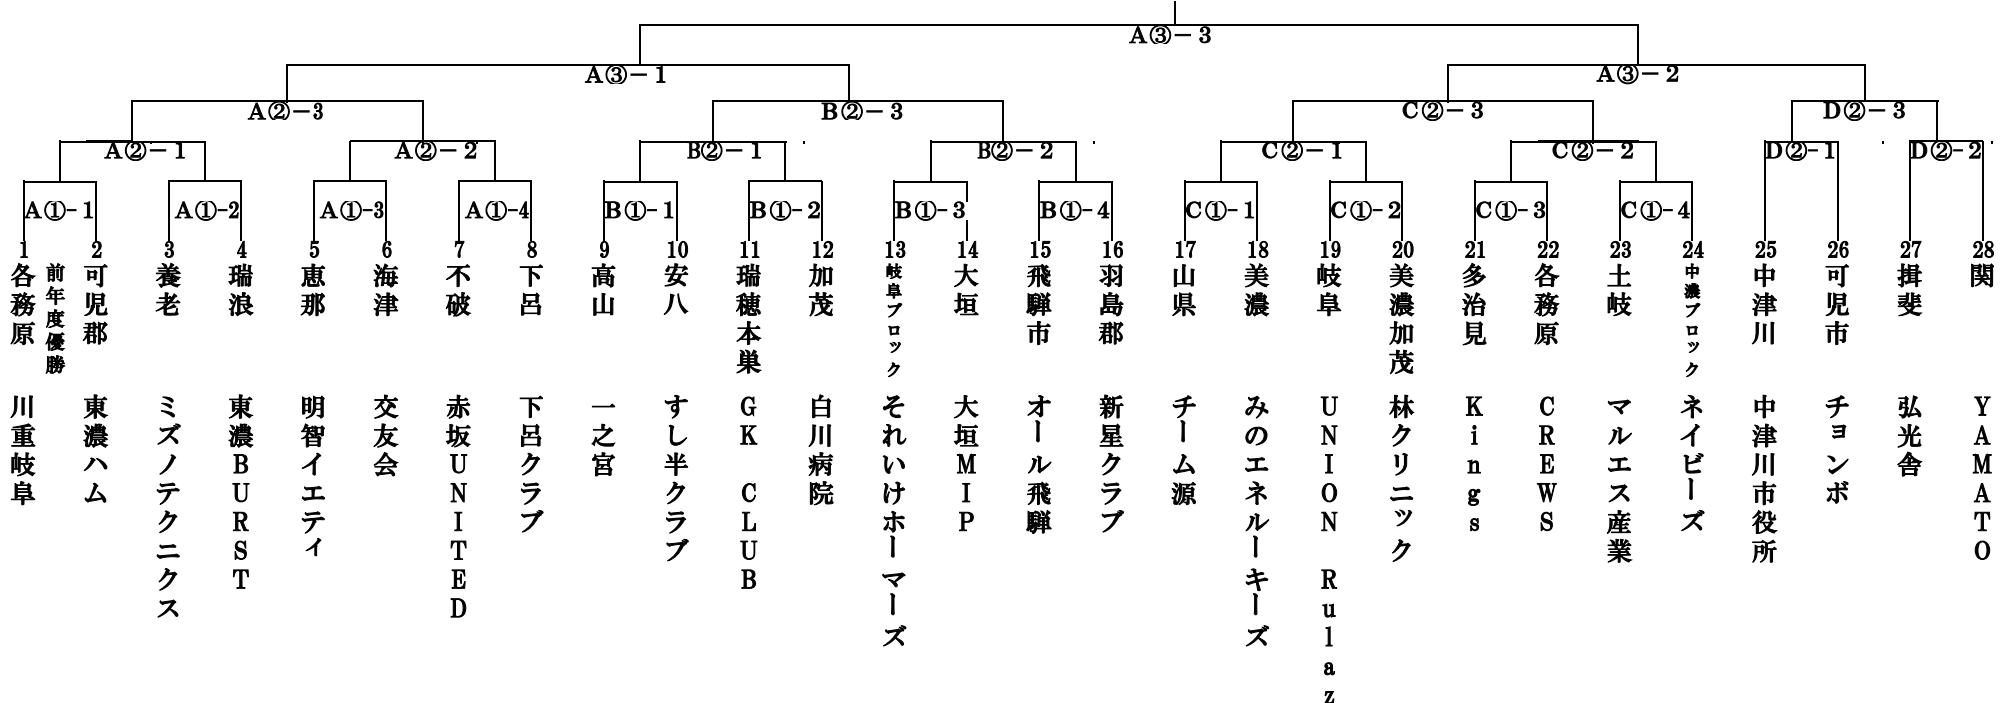 A③－3
A③－1
A③－2
A②－3
B②－3
C②－3
D②－3
A②－1
A②－2
B②－1
B②－2
C②－1
C②－2
D②-1
D②-2
A①-1
A①-2
A①-3
A①-4
B①-1
B①-2
B①-3
B①-4
C①-1
C①-2
C①-3
C①-4
1
各務原
川重岐阜
前年度優勝
2
可児郡
東濃ハム
3
養老
ミズノテクニクス
4
瑞浪
東濃BURST
5
恵那
明智イエティ
6
海津
交友会
7
不破
赤坂UNITED
8
下呂
下呂クラブ
9
高山
一之宮
10
安八
すし半クラブ
11
瑞穂本巣
GK CLUB
12
加茂
白川病院
13
岐阜ブロック
それいけホーマーズ
14
大垣
大垣MIP
15
飛騨市
オール飛騨
16
羽島郡
新星クラブ
17
山県
チーム源
18
美濃
みのエネルーキーズ
19
岐阜
UNION Rulaz
20
美濃加茂
林クリニック
21
多治見
Kings
22
各務原
CREWS
23
土岐
マルエス産業
24
中濃ブロック
ネイビーズ
25
中津川
中津川市役所
26
可児市
チョンボ
27
揖斐
弘光舎
28
関
YAMATO